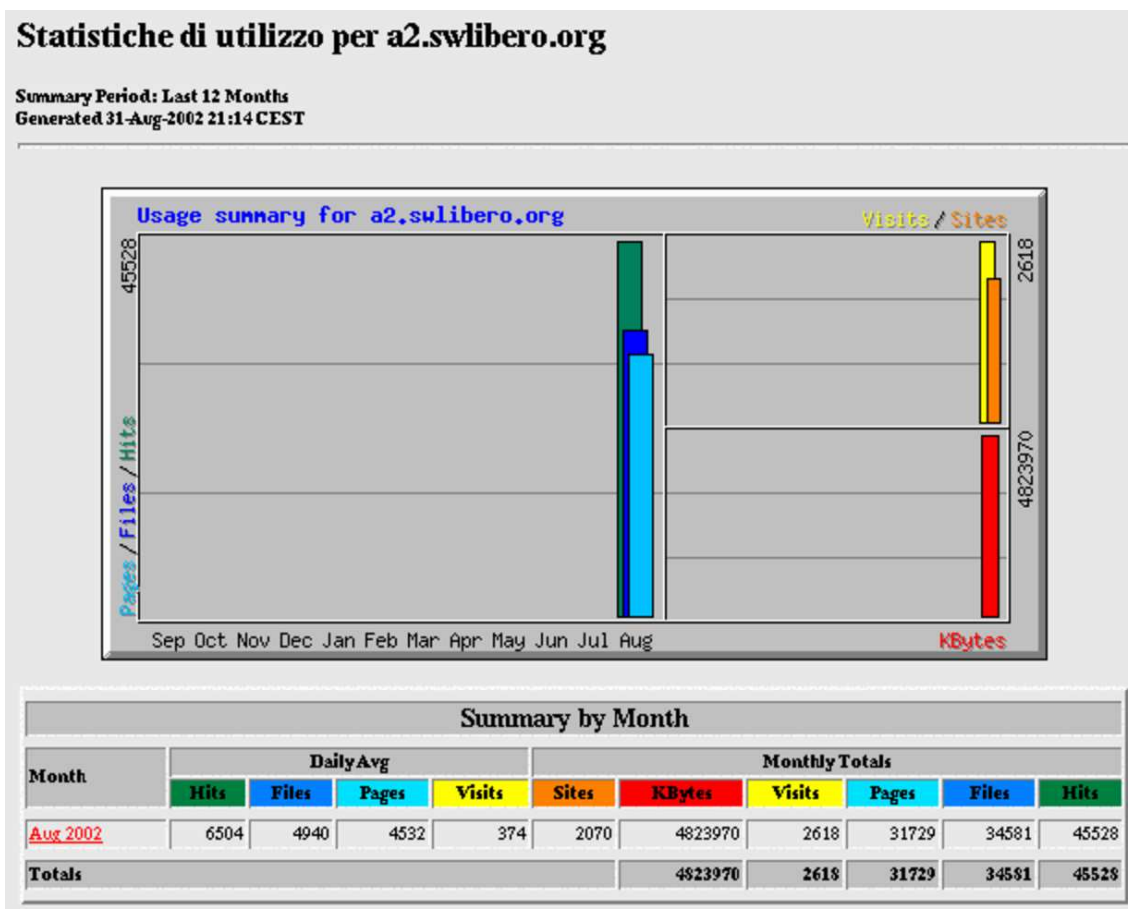 Statistiche di utilizzo per a2.swlibero.org
Summary Period: Last 12 Months
Generated 31-Aug-2002 21:14 CEST
Usage summary for a2.swlibero.org
Visits / Sites
45528
2618
Pages / Files / Hits
4823970
Sep Oct Nov Dec Jan Feb Mar Apr May Jun Jul Aug
KBytes
Summary by Month
Month Daily Avg Monthly Totals
Hits Files Pages Visits Sites KBytes Visits Pages Files Hits
Aug 2002 6504 4940 4532 374 2070 4823970 2618 31729 34581 45528
Totals 4823970 2618 31729 34581 45528